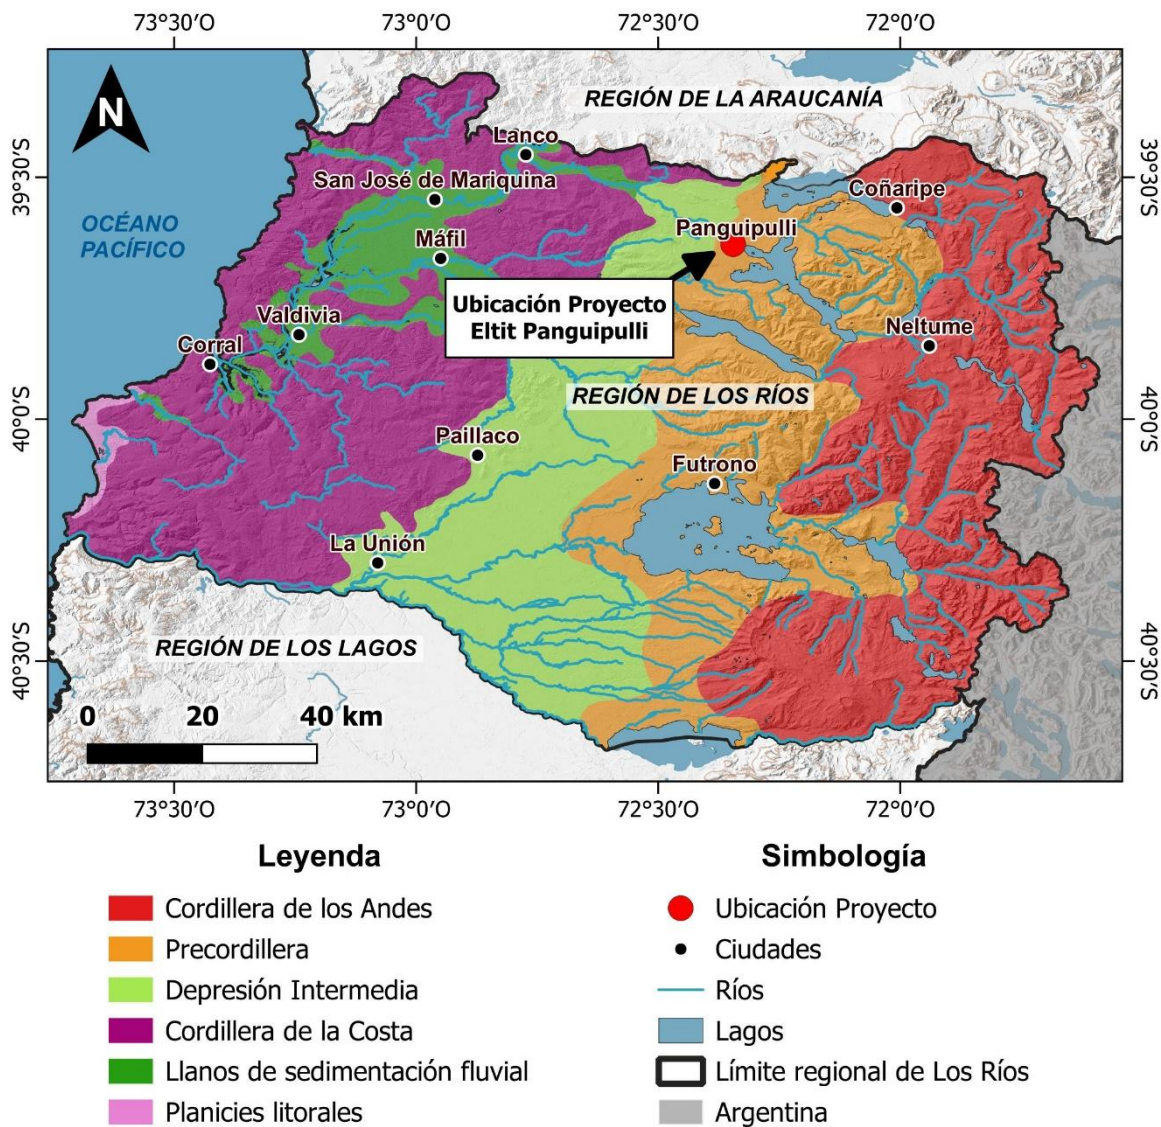 73°30'O 73°0'O 72°30'O 72°0'O
N
REGIÓN DE LA ARAUCANÍA
Lanco
39°30'S
39°30'S
San José de Mariquina
Coñaripe
OCÉANO
PACÍFICO
Panguipulli
Máfil
Ubicación Proyecto
Eltit Panguipulli
Valdivia
Neltume
Corral
REGIÓN DE LOS RÍOS
40°0'S
40°0'S
Paillaco
Futrono
La Unión
REGIÓN DE LOS LAGOS
40°30'S
40°30'S
0 20 40 km
73°30'O 73°0'O 72°30'O 72°0'O
Leyenda
Cordillera de los Andes
Precordillera
Depresión Intermedia
Cordillera de la Costa
Llanos de sedimentación fluvial
Planicies litorales
Simbología
Ubicación Proyecto
Ciudades
Ríos
Lagos
Límite regional de Los Ríos
Argentina